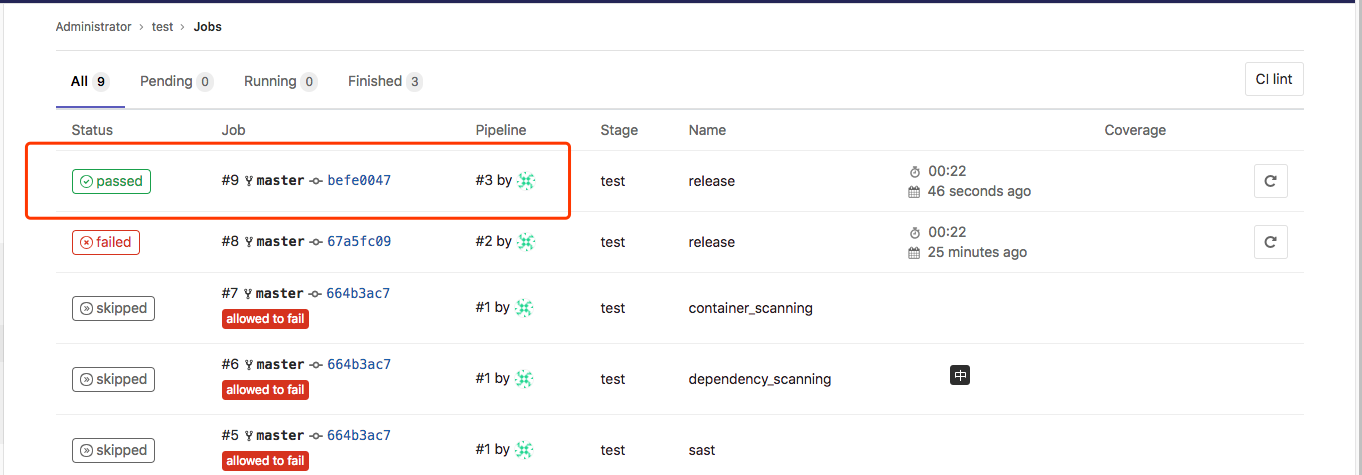 Administrator › test › Jobs
All 9 Pending 0 Running 0 Finished 3 CI lint
Status Job Pipeline Stage Name Coverage
passed #9 master befe0047 #3 by test release 00:22
46 seconds ago
failed #8 master 67a5fc09 #2 by test release 00:22
25 minutes ago
skipped #7 master 664b3ac7 #1 by test container_scanning
allowed to fail
skipped #6 master 664b3ac7 #1 by test dependency_scanning 中
allowed to fail
skipped #5 master 664b3ac7 #1 by test sast
allowed to fail